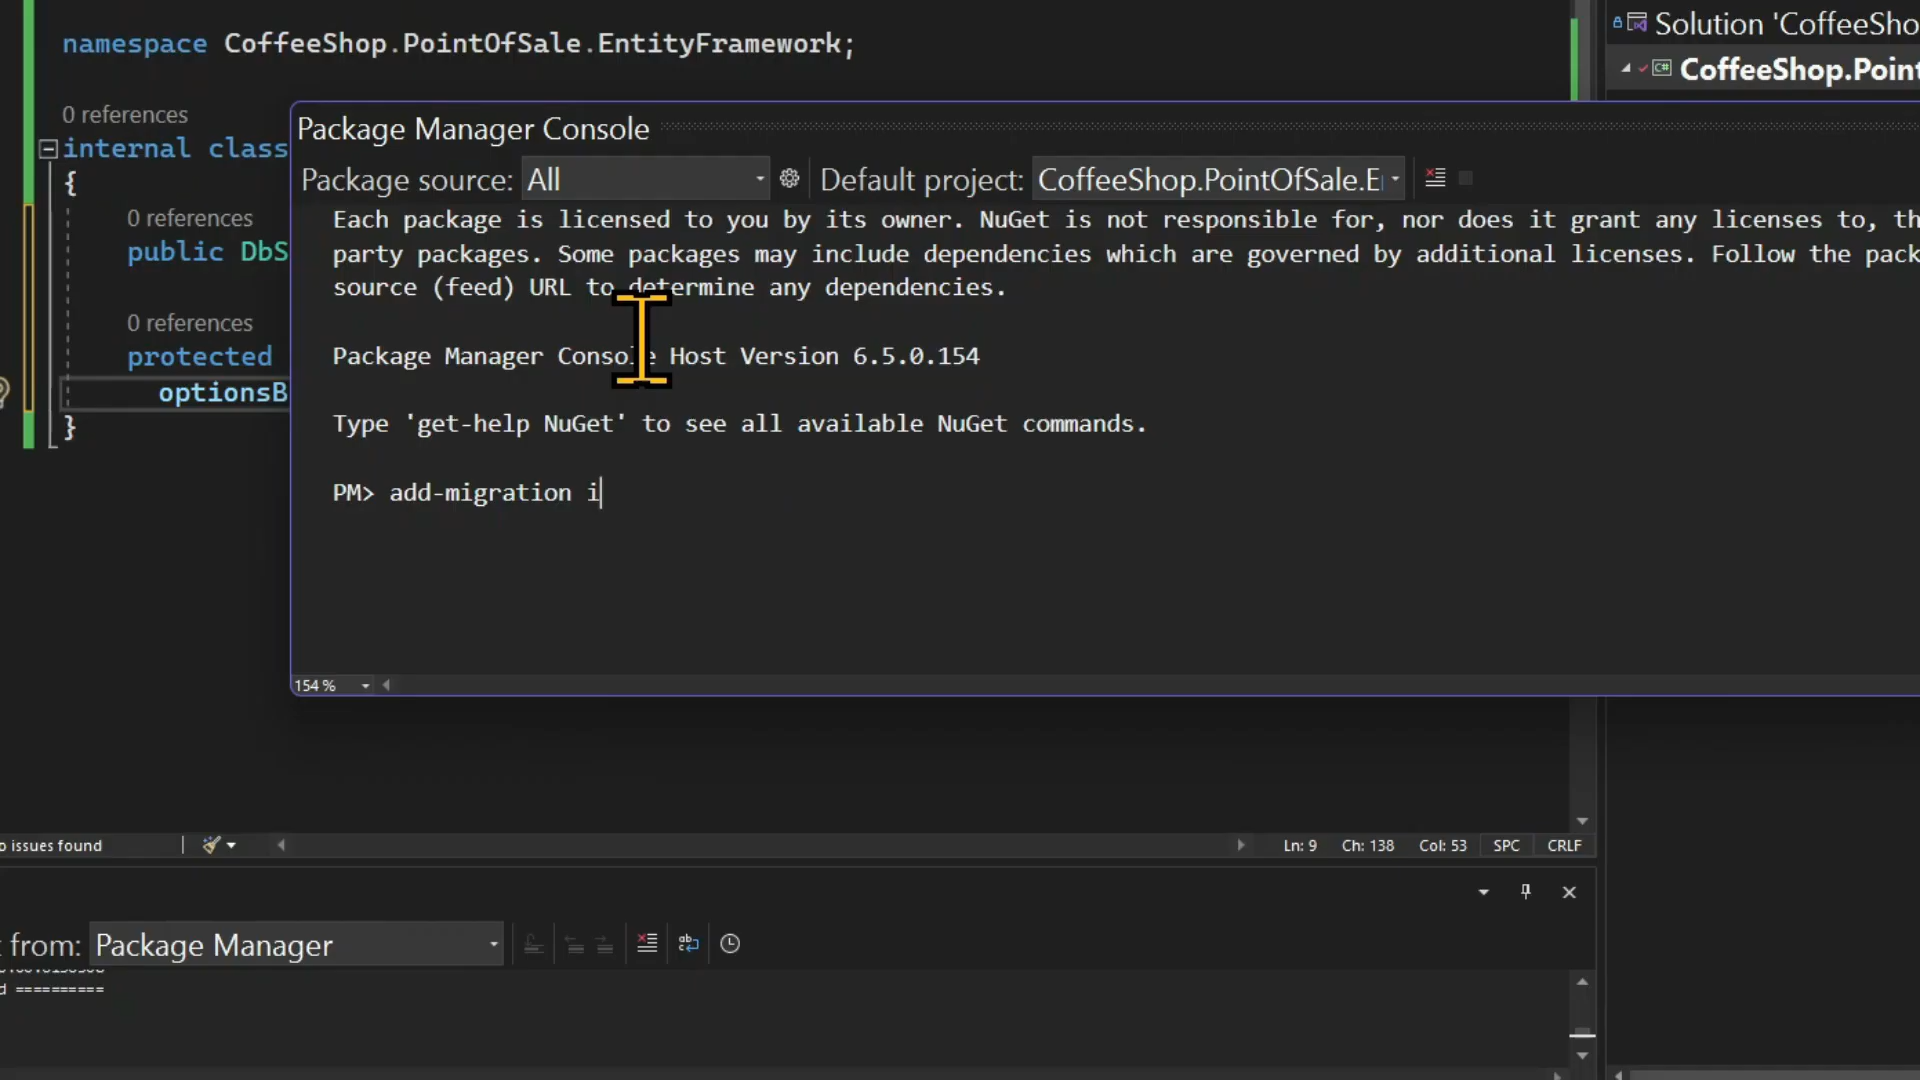 namespace CoffeeShop.PointOfSale.EntityFramework;
0 references
internal class
{
0 references
public DbS
0 references
protected
optionsB
}
Solution 'CoffeeSho
CoffeeShop.Point
Package Manager Console
Package source: All
Default project: CoffeeShop.PointOfSale.E
Each package is licensed to you by its owner. NuGet is not responsible for, nor does it grant any licenses to, th
party packages. Some packages may include dependencies which are governed by additional licenses. Follow the pack
source (feed) URL to determine any dependencies.
Package Manager Console Host Version 6.5.0.154
Type 'get-help NuGet' to see all available NuGet commands.
PM> add-migration i
154 %
o issues found
Ln: 9 Ch: 138 Col: 53 SPC CRLF
from: Package Manager
d ==========